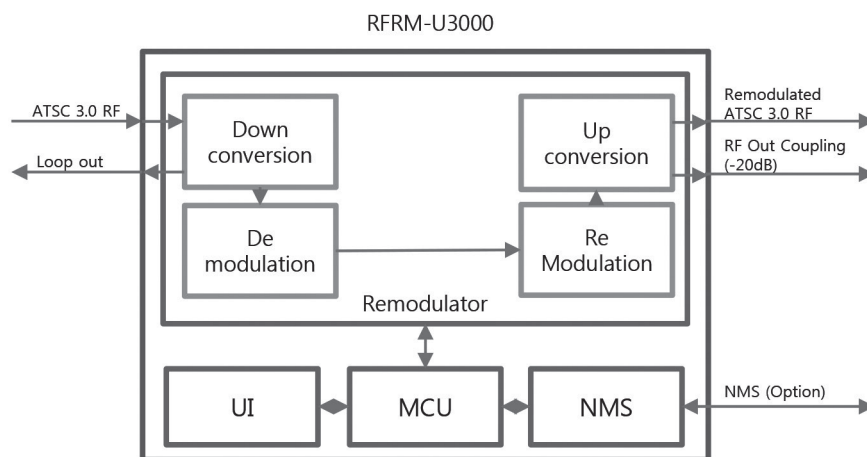 RFRM-U3000
ATSC 3.0 RF
Loop out
Down
conversion
De
modulation
Up
conversion
Re
Modulation
Remodulated
ATSC 3.0 RF
RF Out Coupling
(-20dB)
Remodulator
UI
MCU
NMS
NMS (Option)